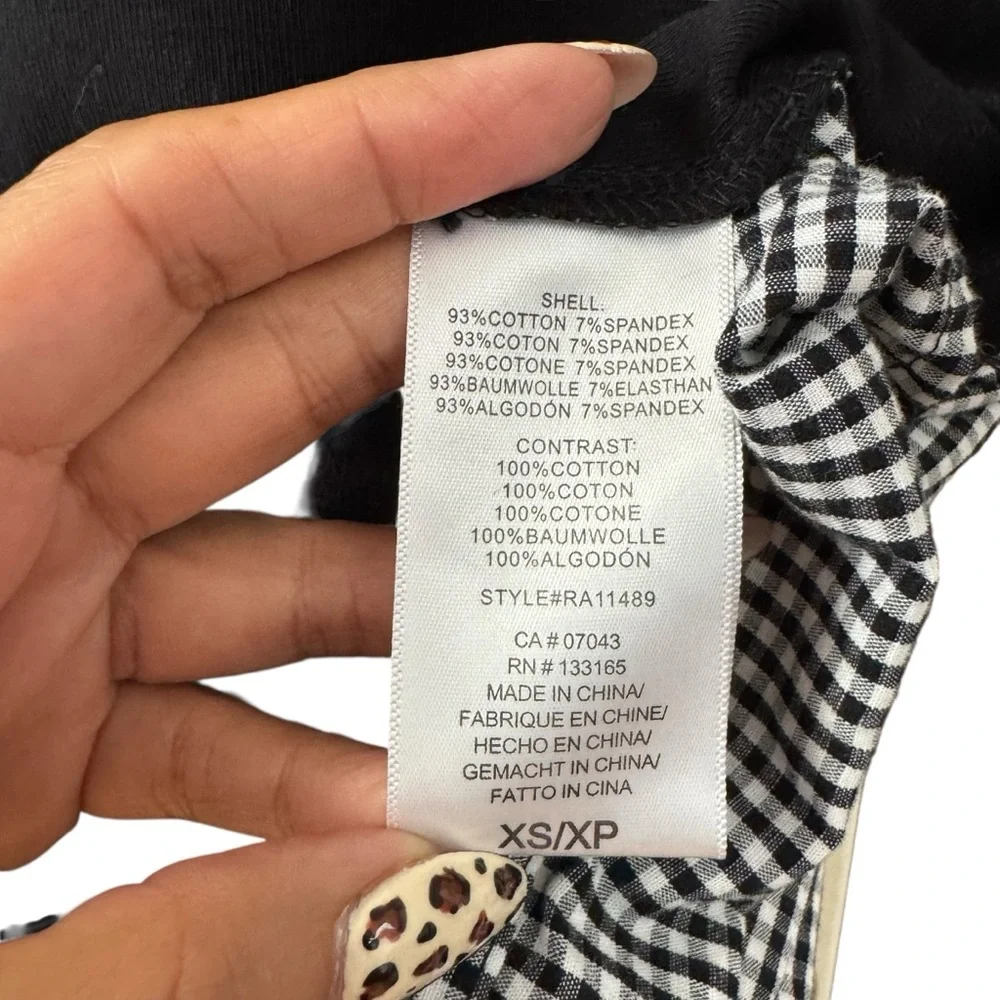 SHELL:
93%COTTON 7%SPANDEX
93%COTON 7%SPANDEX
93%COTONE 7%SPANDEX
93%BAUMWOLLE 7%ELASTHAN
93%ALGODÓN 7%SPANDEX
CONTRAST:
100%COTTON
100%COTON
100%COTONE
100%BAUMWOLLE
100%ALGODÓN
STYLE#RA11489
CA # 07043
RN # 133165
MADE IN CHINA/
FABRIQUE EN CHINE/
HECHO EN CHINA/
GEMACHT IN CHINA/
FATTO IN CINA
XS/XP